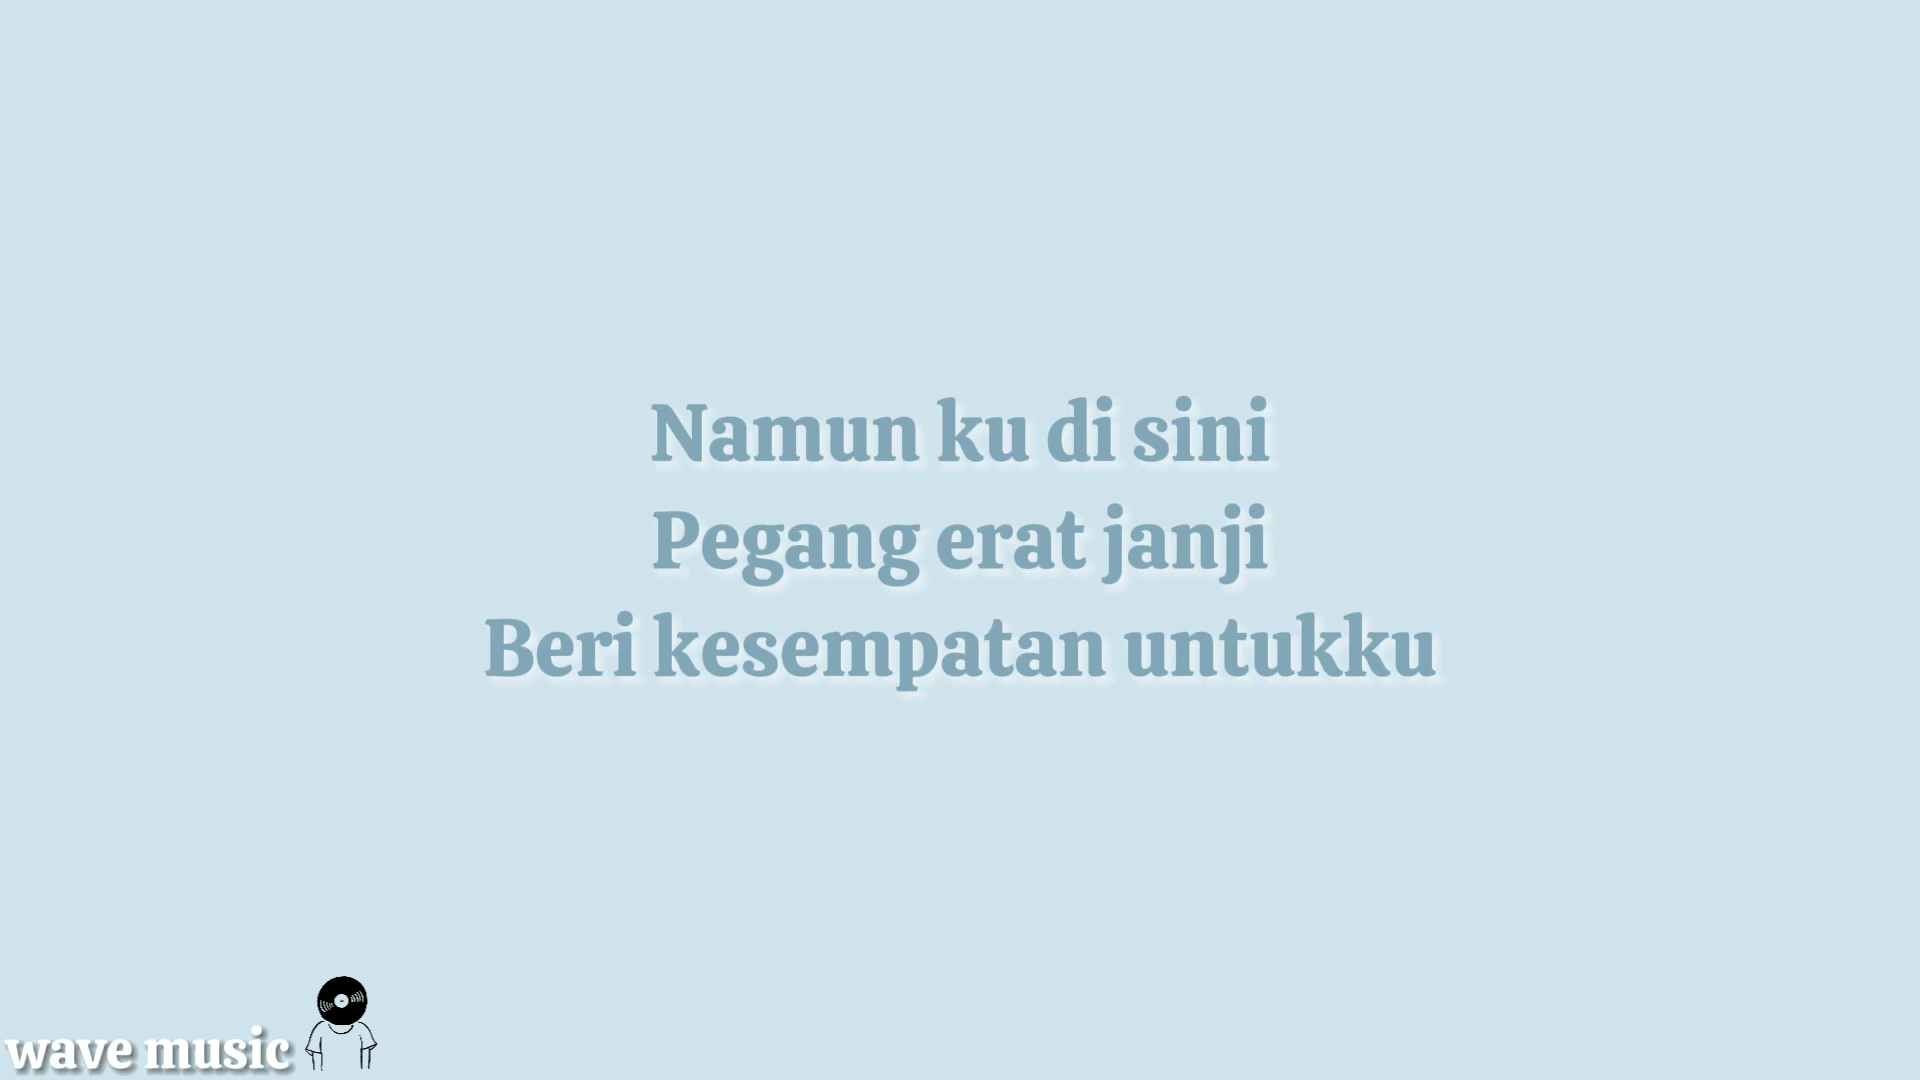 Namun ku di sini
Pegang erat janji
Beri kesempatan untukku
wave music